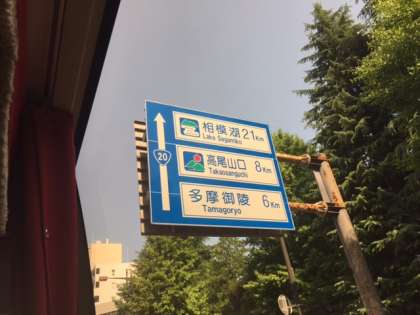 相模湖 21Km
Lake Sagamiko
20
高尾山口 8Km
Takaosanguchi
多摩御陵 6Km
Tamagoryo